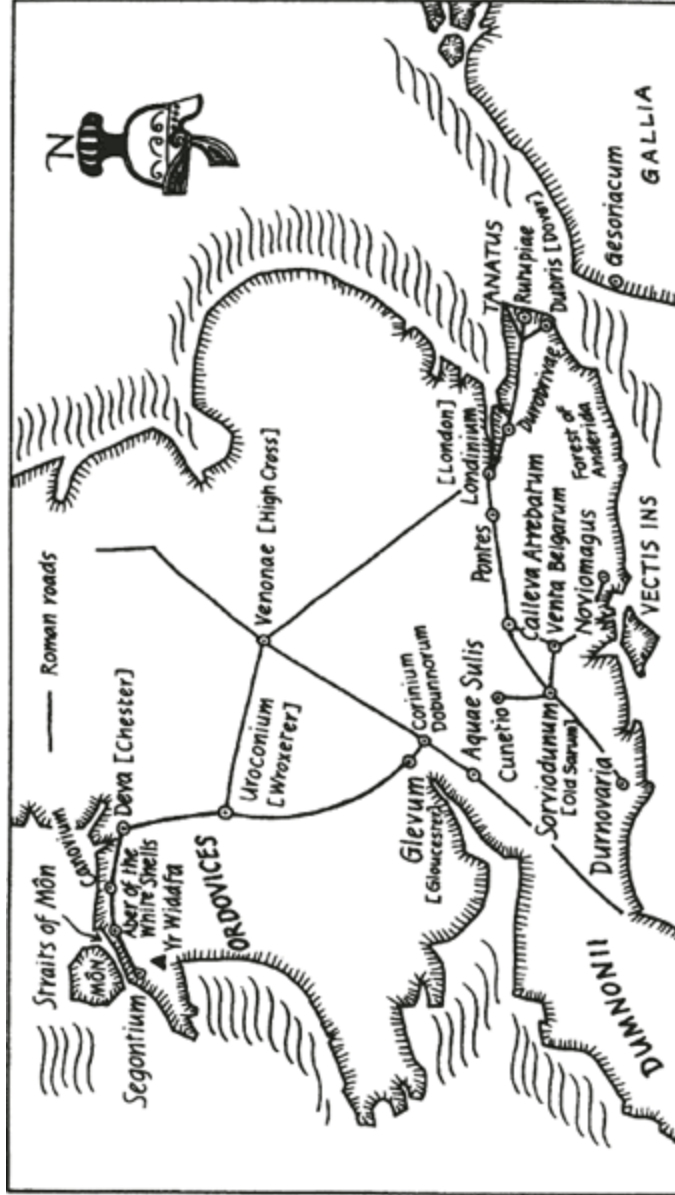 N
Roman roads
Straits of Môn
MÔN
Canovium
Deva [Chester]
Segontium
Aber of the
White Shells
Yr Widdfa
ORDOVICES
Uroconium
[Wroxeter]
Venonae [High Cross]
Glevum
[Gloucester]
Corinium
Dobunnorum
Aquae Sulis
Cunetio
Sorviodunum
[Old Sarum]
Durnovaria
DUMNONII
Pontes
[London]
Londinium
Calleva Atrebatum
Venta Belgarum
Noviomagus
VECTIS INS
Forest of
Anderida
Durobrivae
TANATUS
Rutupiae
Dubris [Dover]
Gesoriacum
GALLIA